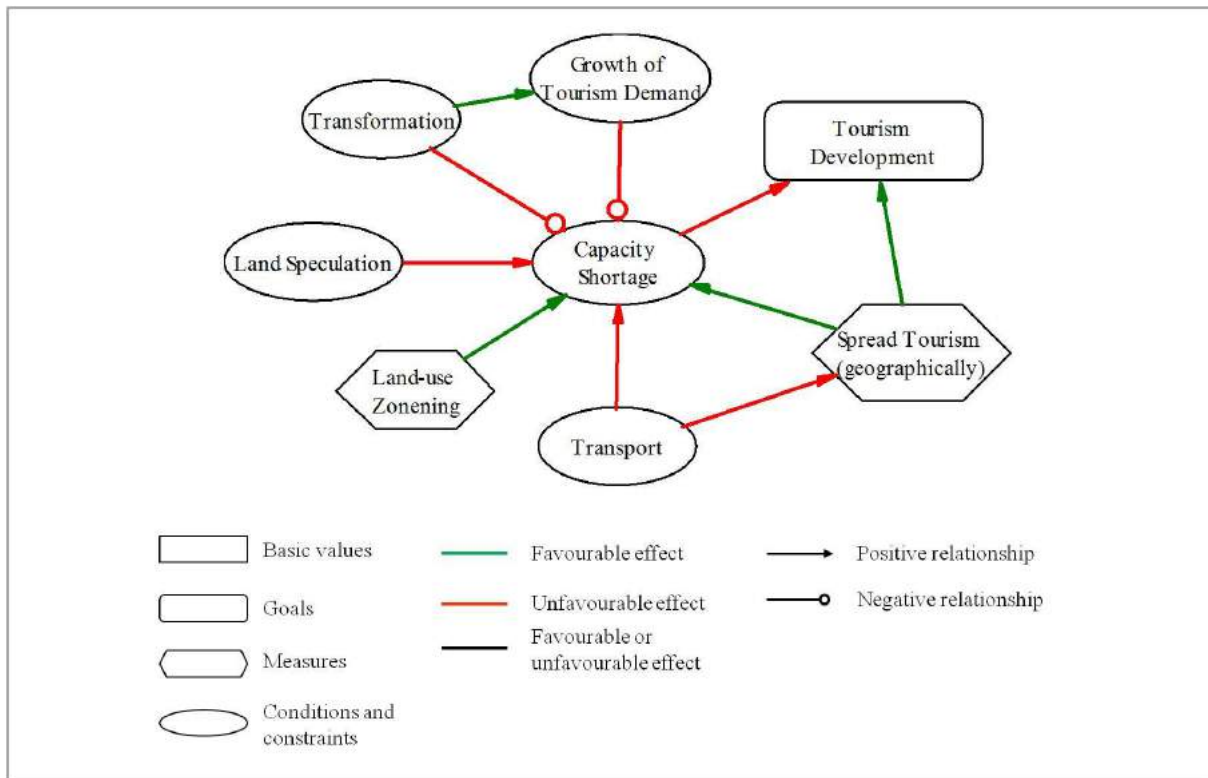 Growth of
Tourism Demand
Transformation
Tourism
Development
Land Speculation
Capacity
Shortage
Land-use
Zonening
Spread Tourism
(geographically)
Transport
Basic values
Favourable effect
Positive relationship
Goals
Unfavourable effect
Negative relationship
Measures
Favourable or
unfavourable effect
Conditions and
constraints